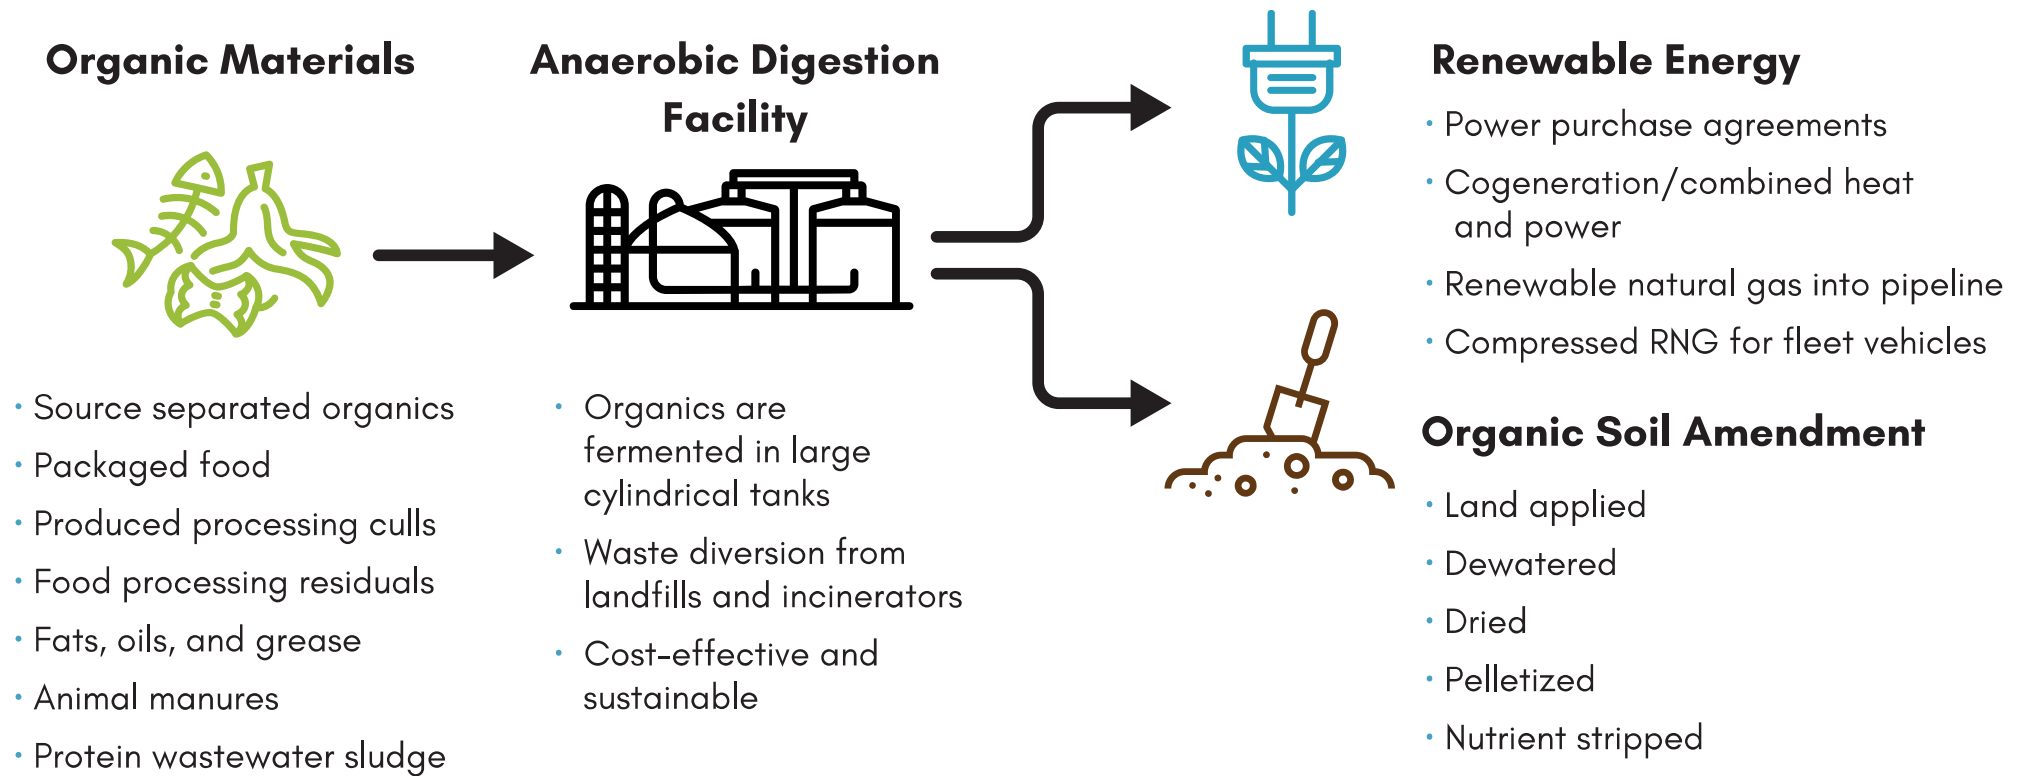 Organic Materials
· Source separated organics
· Packaged food
· Produced processing culls
· Food processing residuals
· Fats, oils, and grease
· Animal manures
· Protein wastewater sludge
Anaerobic Digestion
Facility
· Organics are
fermented in large
cylindrical tanks
· Waste diversion from
landfills and incinerators
· Cost-effective and
sustainable
Renewable Energy
· Power purchase agreements
· Cogeneration/combined heat
and power
· Renewable natural gas into pipeline
· Compressed RNG for fleet vehicles
Organic Soil Amendment
· Land applied
· Dewatered
· Dried
· Pelletized
· Nutrient stripped